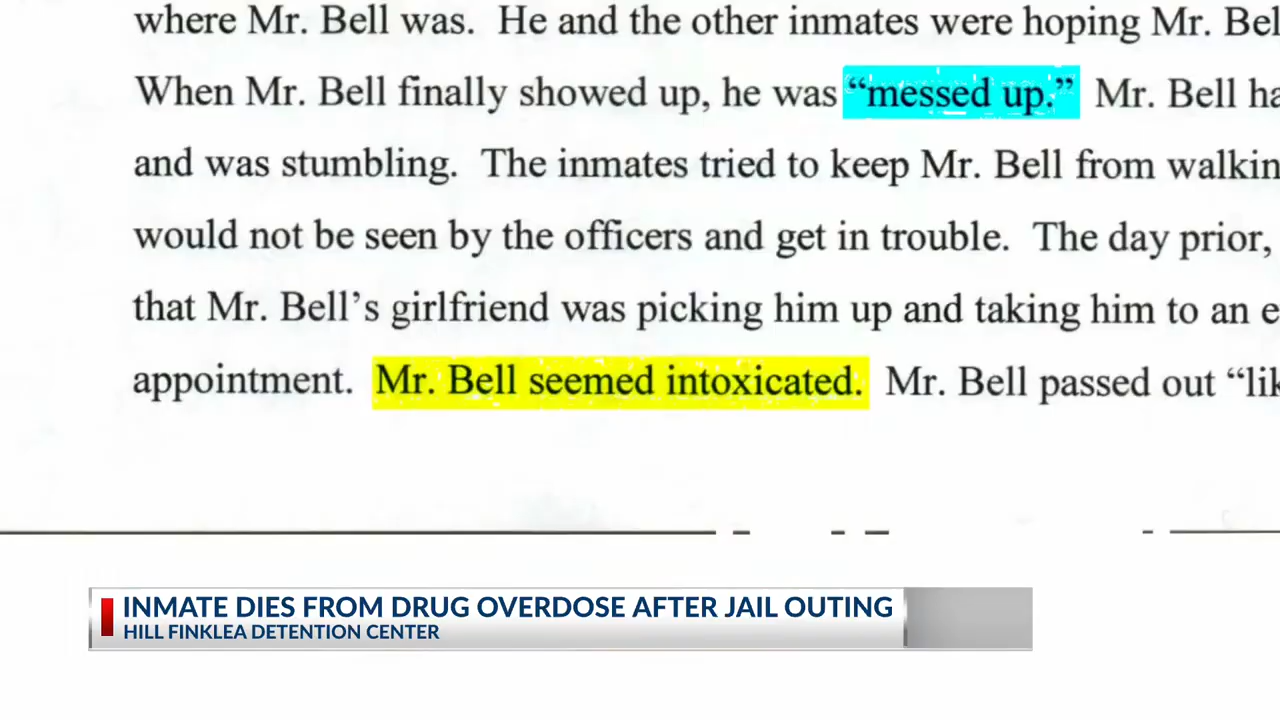 where Mr. Bell was. He and the other inmates were hoping Mr. Bel
When Mr. Bell finally showed up, he was “messed up.” Mr. Bell ha
and was stumbling. The inmates tried to keep Mr. Bell from walkin
would not be seen by the officers and get in trouble. The day prior,
that Mr. Bell’s girlfriend was picking him up and taking him to an e
appointment. Mr. Bell seemed intoxicated. Mr. Bell passed out “lik
INMATE DIES FROM DRUG OVERDOSE AFTER JAIL OUTING
HILL FINKLEA DETENTION CENTER